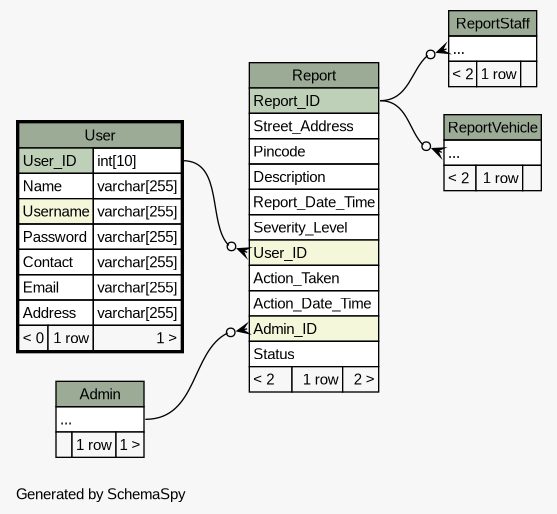 ReportStaff
...
< 2 1 row
Report
Report_ID
Street_Address
Pincode
Description
Report_Date_Time
Severity_Level
User_ID
Action_Taken
Action_Date_Time
Admin_ID
Status
< 2 1 row 2 >
ReportVehicle
...
< 2 1 row
User
User_ID int[10]
Name varchar[255]
Username varchar[255]
Password varchar[255]
Contact varchar[255]
Email varchar[255]
Address varchar[255]
< 0 1 row 1 >
Admin
...
1 row 1 >
Generated by SchemaSpy